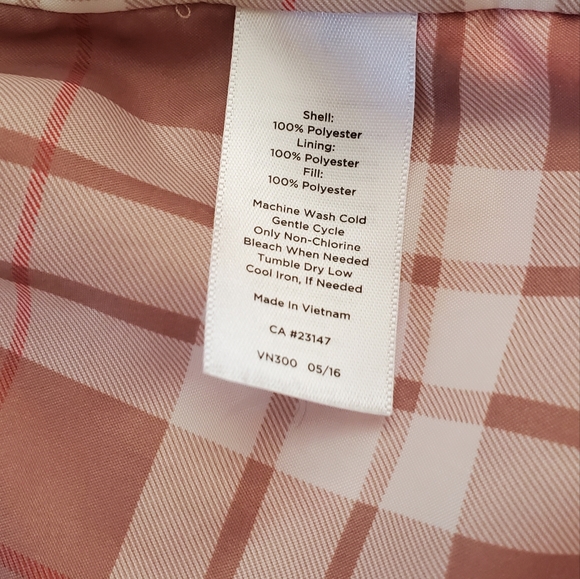 Shell:
100% Polyester
Lining:
100% Polyester
Fill:
100% Polyester
Machine Wash Cold
Gentle Cycle
Only Non-Chlorine
Bleach When Needed
Tumble Dry Low
Cool Iron, If Needed
Made In Vietnam
CA #23147
VN300 05/16